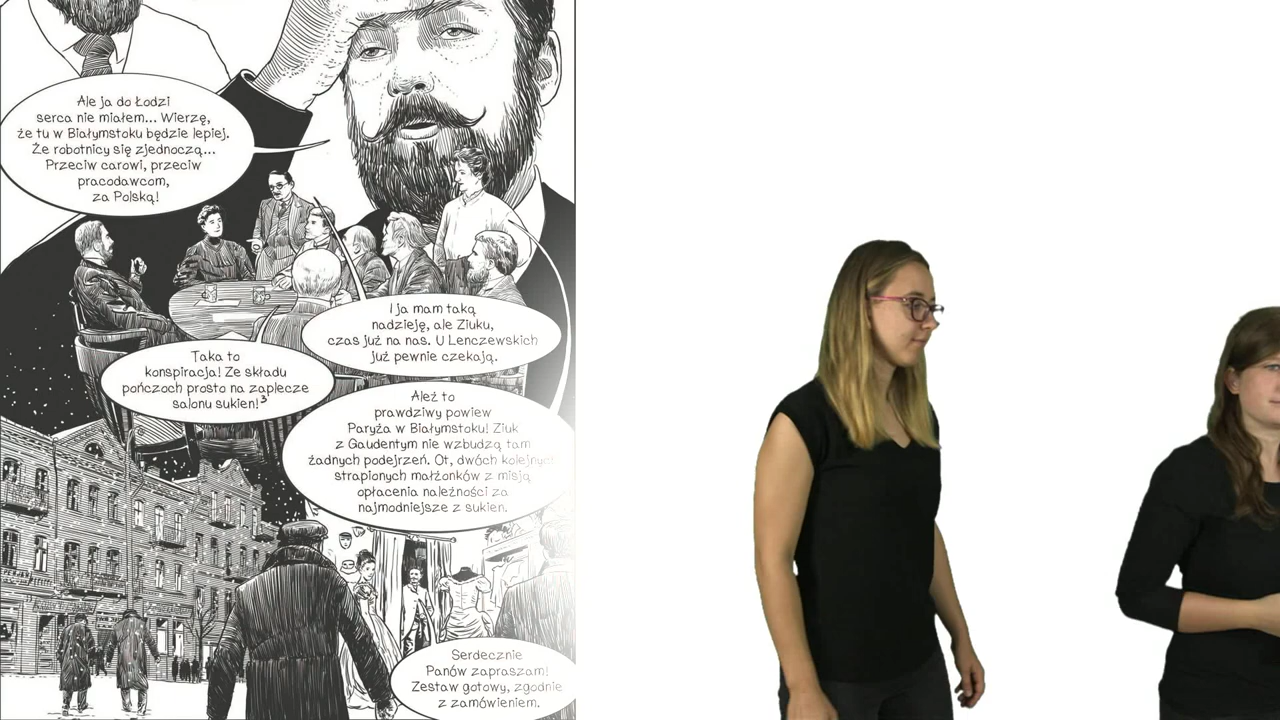 Ale ja do Łodzi
serca nie miałem... Wierzę,
że tu w Białymstoku będzie lepiej.
Że robotnicy się zjednoczą...
Przeciw carowi, przeciw
pracodawcom,
za Polską!
I ja mam taką
nadzieję, ale Ziuku,
czas już na nas. U Lenczewskich
już pewnie czekają.
Taka to
konspiracja! Ze składu
pończoch prosto na zaplecze
salonu sukien!³
Ależ to
prawdziwy powiew
Paryża w Białymstoku! Ziuk
z Gaudentym nie wzbudzą tam
żadnych podejrzeń. Ot, dwóch kolejnych
strapionych małżonków z misją
opłacenia należności za
najmodniejsze z sukien.
Serdecznie
Panów zapraszam!
Zestaw gotowy, zgodnie
z zamówieniem.